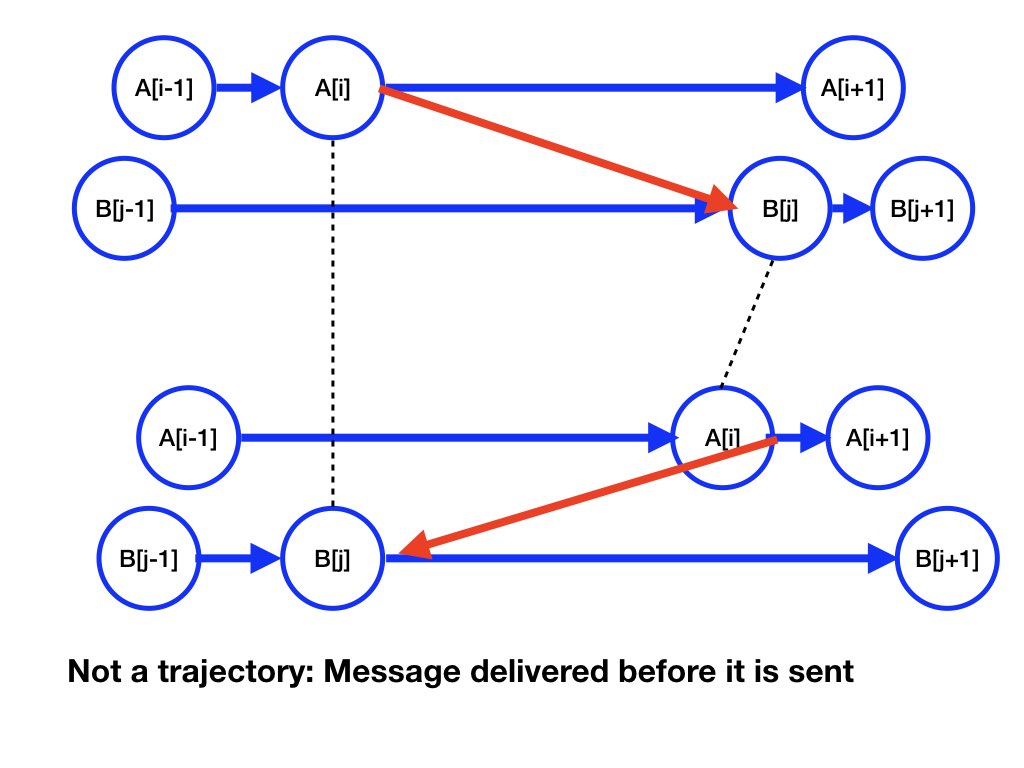 A[i-1] A[i] A[i+1]
B[j-1] B[j] B[j+1]
A[i-1] A[i] A[i+1]
B[j-1] B[j] B[j+1]
Not a trajectory: Message delivered before it is sent